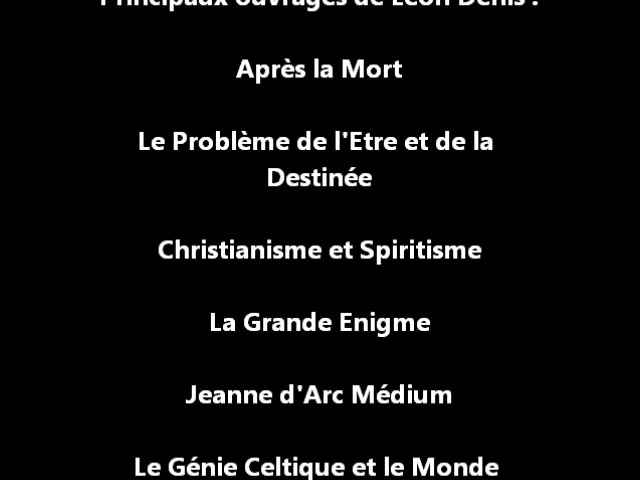 Principaux ouvrages de Léon Denis :
Après la Mort
Le Problème de l'Etre et de la
Destinée
Christianisme et Spiritisme
La Grande Enigme
Jeanne d'Arc Médium
Le Génie Celtique et le Monde